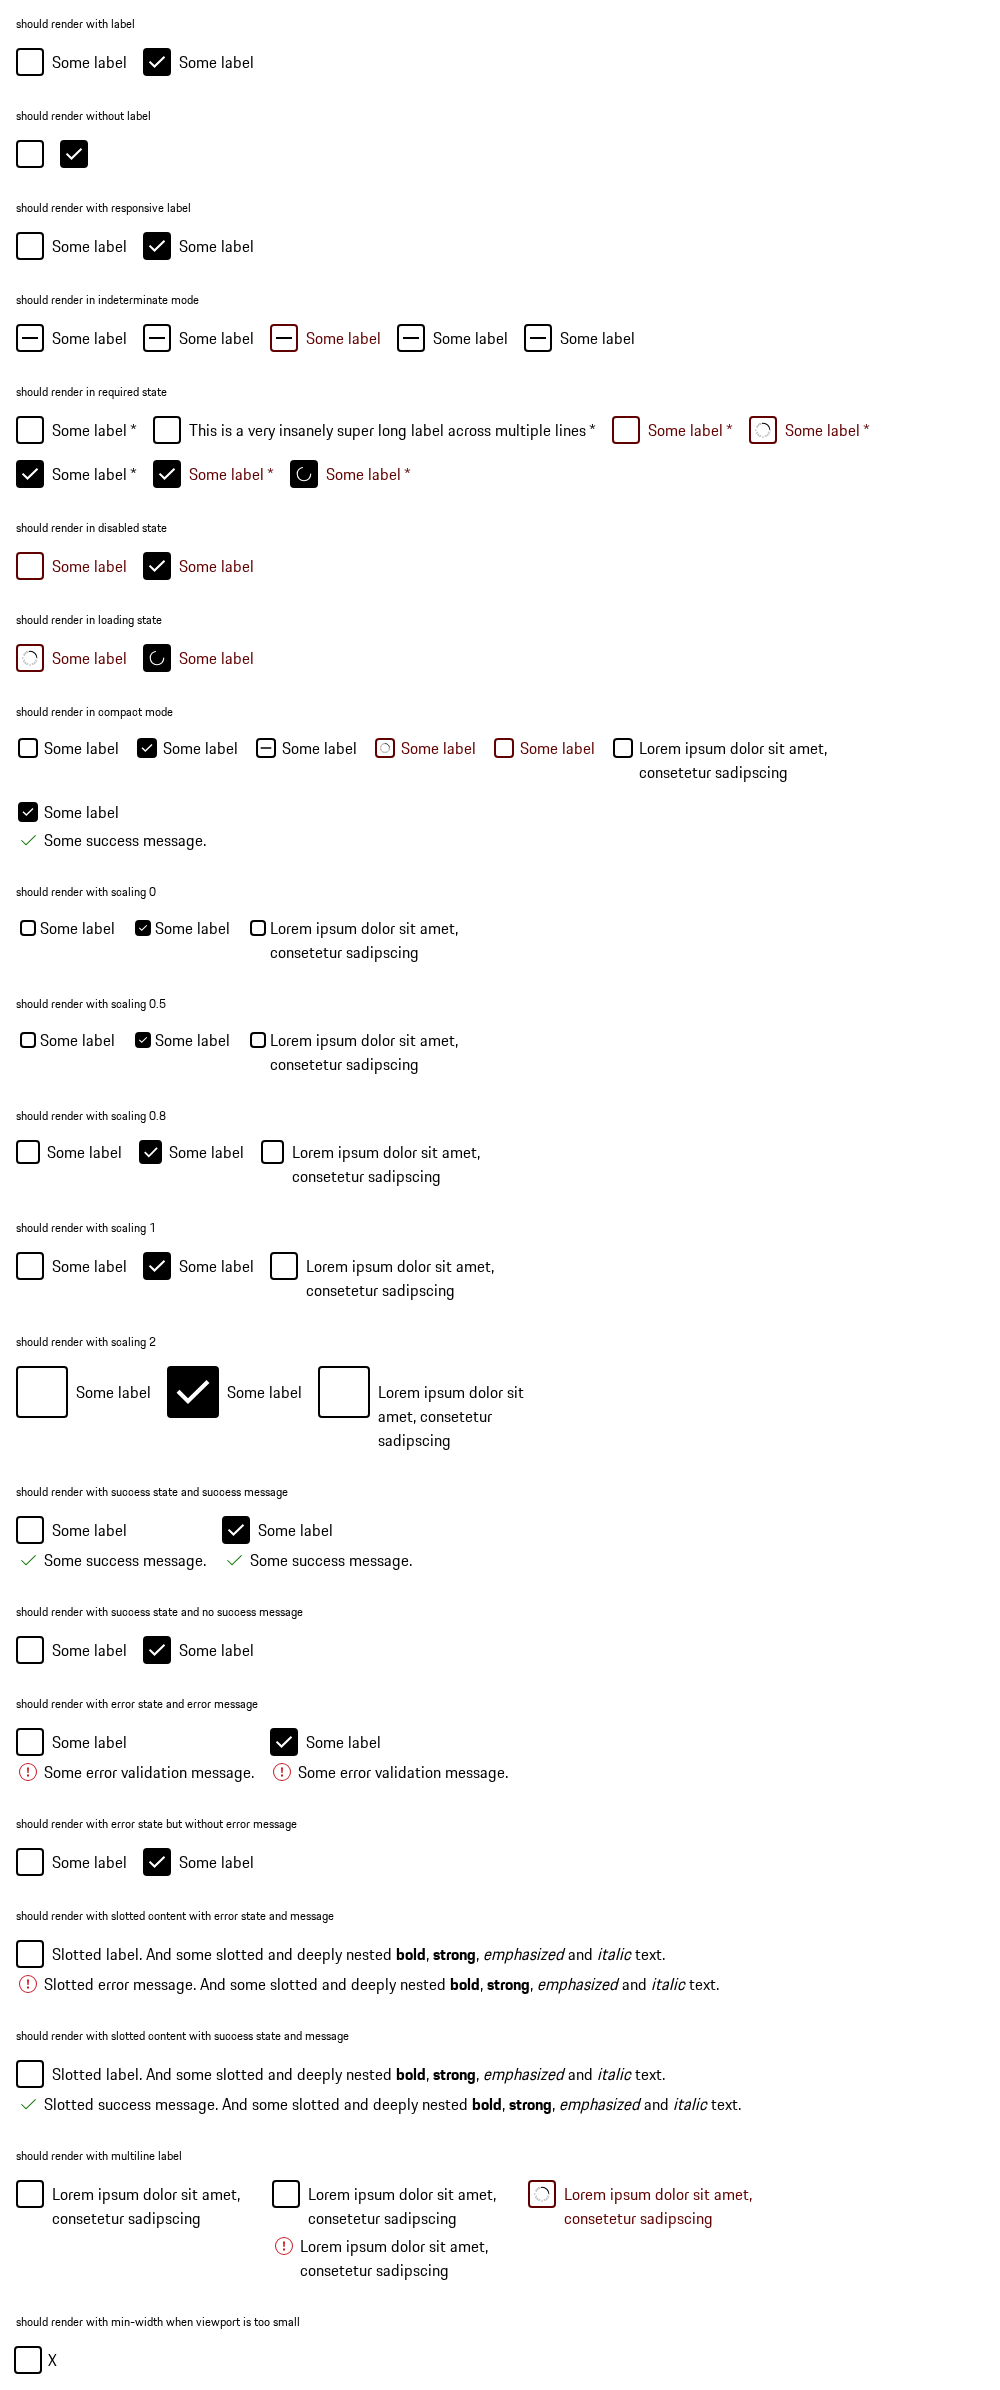 should render with label
Some label Some label
should render without label
should render with responsive label
Some label Some label
should render in indeterminate mode
Some label Some label Some label Some label Some label
should render in required state
Some label * This is a very insanely super long label across multiple lines * Some label * Some label *
Some label * Some label * Some label *
should render in disabled state
Some label Some label
should render in loading state
Some label Some label
should render in compact mode
Some label Some label Some label Some label Some label Lorem ipsum dolor sit amet,
consetetur sadipscing
Some label
Some success message.
should render with scaling 0
Some label Some label Lorem ipsum dolor sit amet,
consetetur sadipscing
should render with scaling 0.5
Some label Some label Lorem ipsum dolor sit amet,
consetetur sadipscing
should render with scaling 0.8
Some label Some label Lorem ipsum dolor sit amet,
consetetur sadipscing
should render with scaling 1
Some label Some label Lorem ipsum dolor sit amet,
consetetur sadipscing
should render with scaling 2
Some label Some label Lorem ipsum dolor sit
amet, consetetur
sadipscing
should render with success state and success message
Some label Some label
Some success message. Some success message.
should render with success state and no success message
Some label Some label
should render with error state and error message
Some label Some label
Some error validation message. Some error validation message.
should render with error state but without error message
Some label Some label
should render with slotted content with error state and message
Slotted label. And some slotted and deeply nested bold, strong, emphasized and italic text.
Slotted error message. And some slotted and deeply nested bold, strong, emphasized and italic text.
should render with slotted content with success state and message
Slotted label. And some slotted and deeply nested bold, strong, emphasized and italic text.
Slotted success message. And some slotted and deeply nested bold, strong, emphasized and italic text.
should render with multiline label
Lorem ipsum dolor sit amet, Lorem ipsum dolor sit amet, Lorem ipsum dolor sit amet,
consetetur sadipscing consetetur sadipscing consetetur sadipscing
Lorem ipsum dolor sit amet,
consetetur sadipscing
should render with min-width when viewport is too small
X